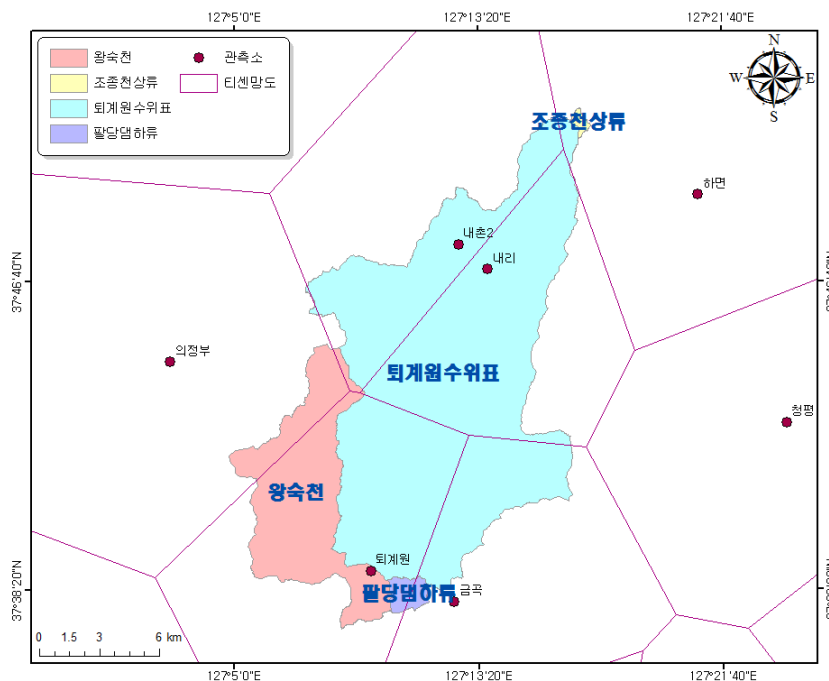 127°5'0"E
127°13'20"E
127°21'40"E
왕숙천
관측소
조종천상류
티센망도
퇴계원수위표
팔당댐하류
N
W
E
S
조종천상류
하면
내촌2
내리
37°46'40"N
의정부
퇴계원수위표
청평
왕숙천
퇴계원
팔당댐하류
금곡
37°38'20"N
0 1.5 3 6 km
127°5'0"E
127°13'20"E
127°21'40"E